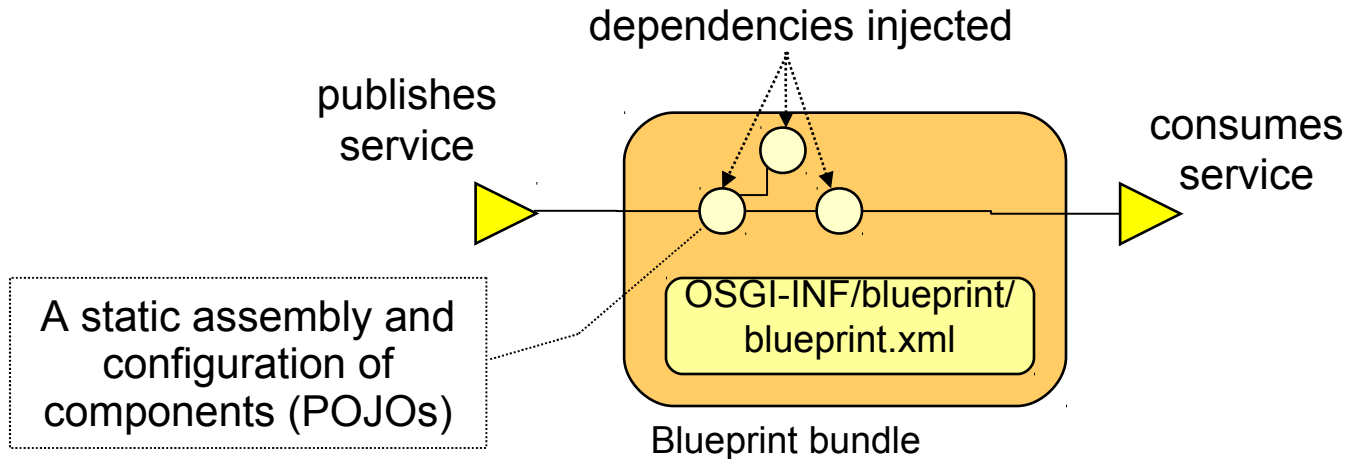 dependencies injected
publishes
service
consumes
service
A static assembly and
configuration of
components (POJOs)
OSGI-INF/blueprint/
blueprint.xml
Blueprint bundle